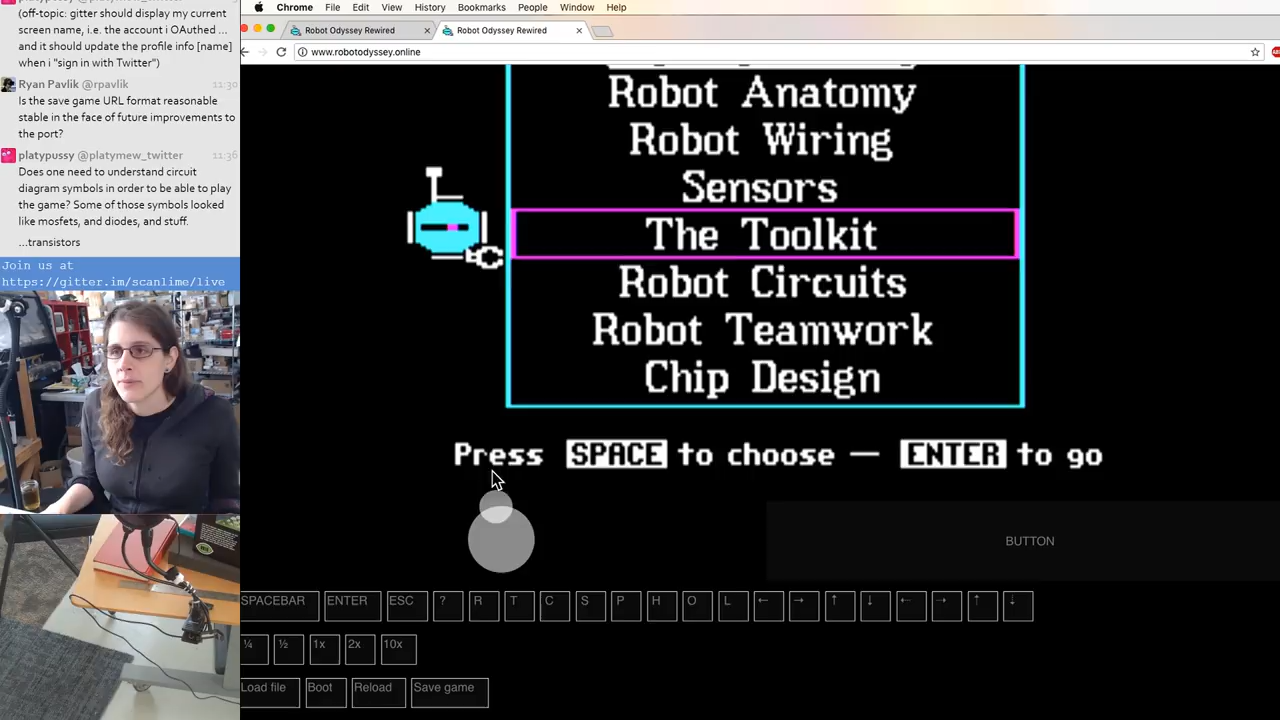 Chrome File Edit View History Bookmarks People Window Help
Robot Odyssey Rewired
Robot Odyssey Rewired
www.robotodyssey.online
(off-topic: gitter should display my current
screen name, i.e. the account i OAuthed ...
and it should update the profile info [name]
when i "sign in with Twitter")
Ryan Pavlik @rpavlik 11:30
Is the save game URL format reasonable
stable in the face of future improvements to
the port?
platypussy @platymew_twitter 11:36
Does one need to understand circuit
diagram symbols in order to be able to play
the game? Some of those symbols looked
like mosfets, and diodes, and stuff.
...transistors
Join us at
https://gitter.im/scanlime/live
Robot Anatomy
Robot Wiring
Sensors
The Toolkit
Robot Circuits
Robot Teamwork
Chip Design
Press SPACE to choose — ENTER to go
BUTTON
SPACEBAR ENTER ESC ? R T C S P H O L ← → ↑ ↓ ← → ↑ ↓
¼ ½ 1x 2x 10x
Load file Boot Reload Save game